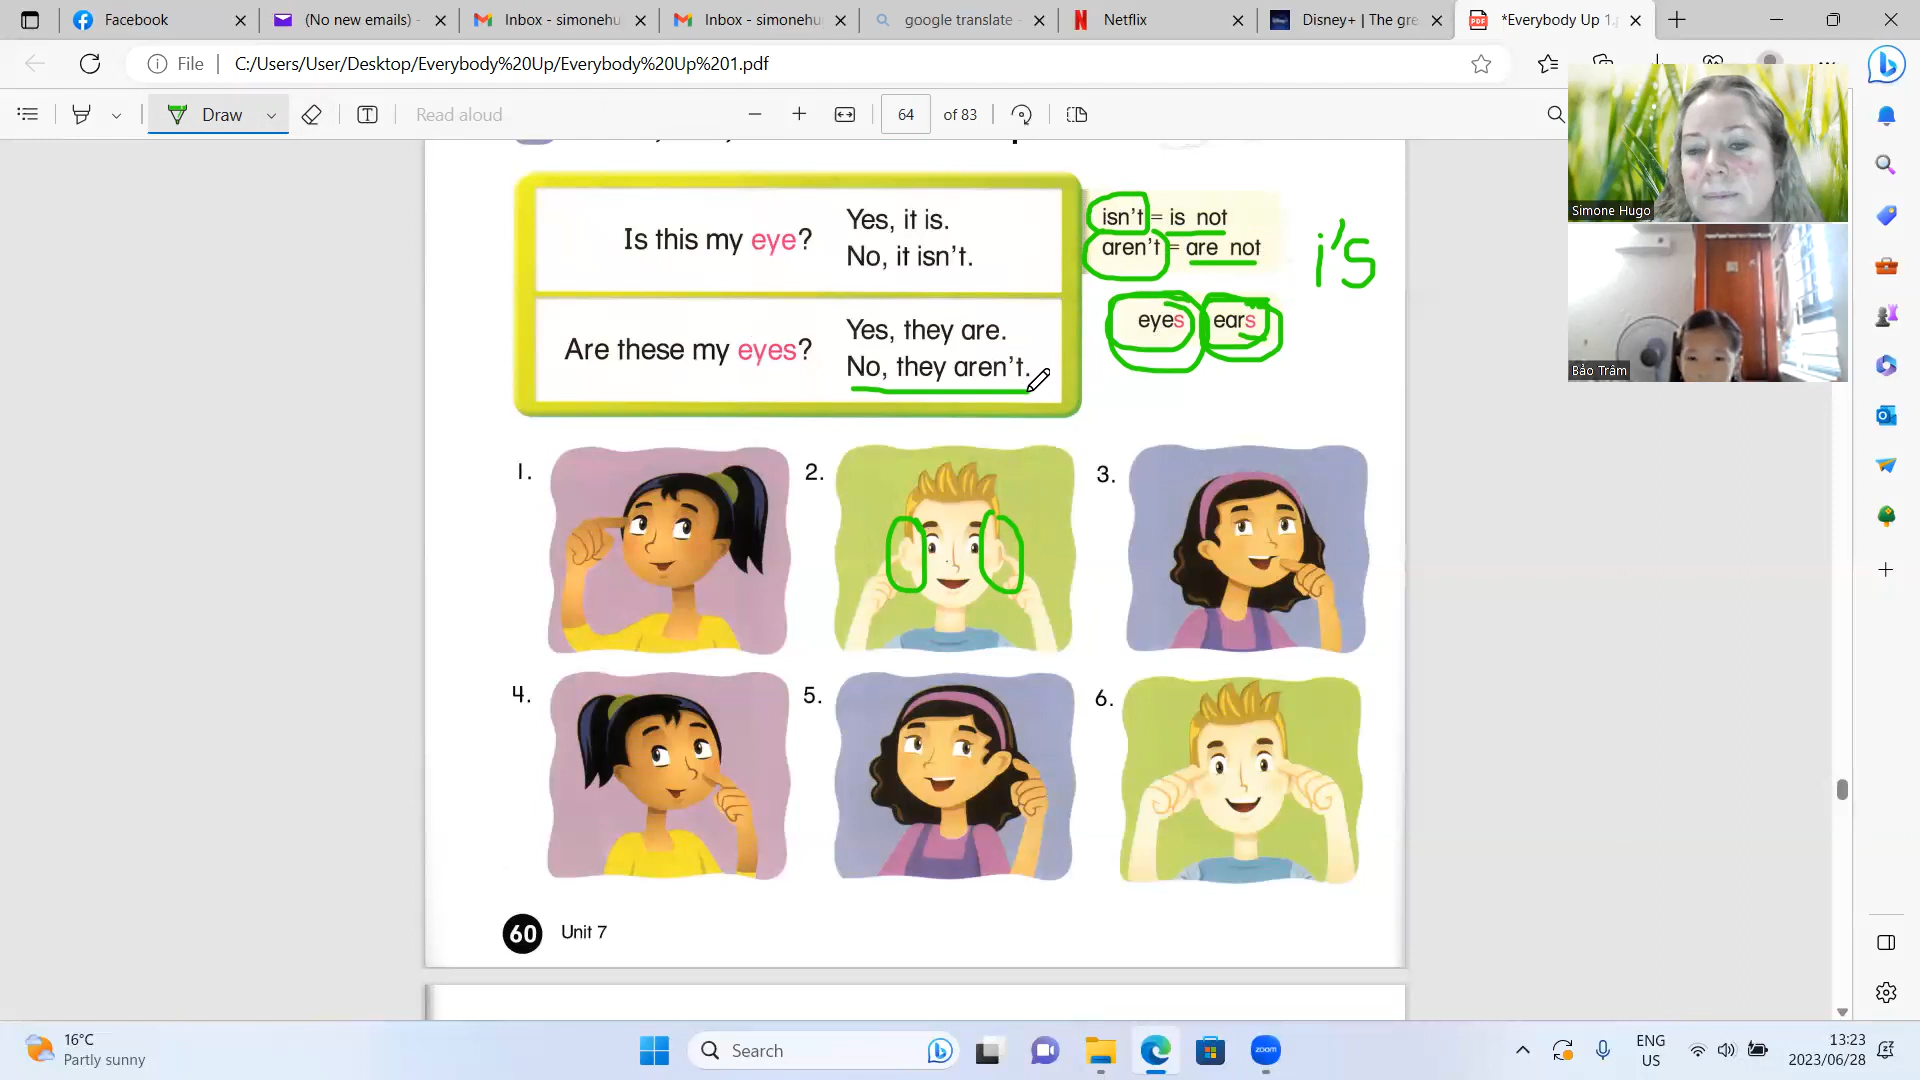 Facebook
(No new emails) -
Inbox - simonehu
Inbox - simonehu
google translate
Netflix
Disney+ | The gre
*Everybody Up 1.
File
C:/Users/User/Desktop/Everybody%20Up/Everybody%20Up%201.pdf
Draw
Read aloud
64 of 83
Simone Hugo
Bảo Trâm
Is this my eye?
Yes, it is.
No, it isn't.
Are these my eyes?
Yes, they are.
No, they aren't.
isn't = is not
aren't = are not
eyes ears
i's
1.
2.
3.
4.
5.
6.
60 Unit 7
16°C
Partly sunny
Search
zoom
ENG
US
13:23
2023/06/28